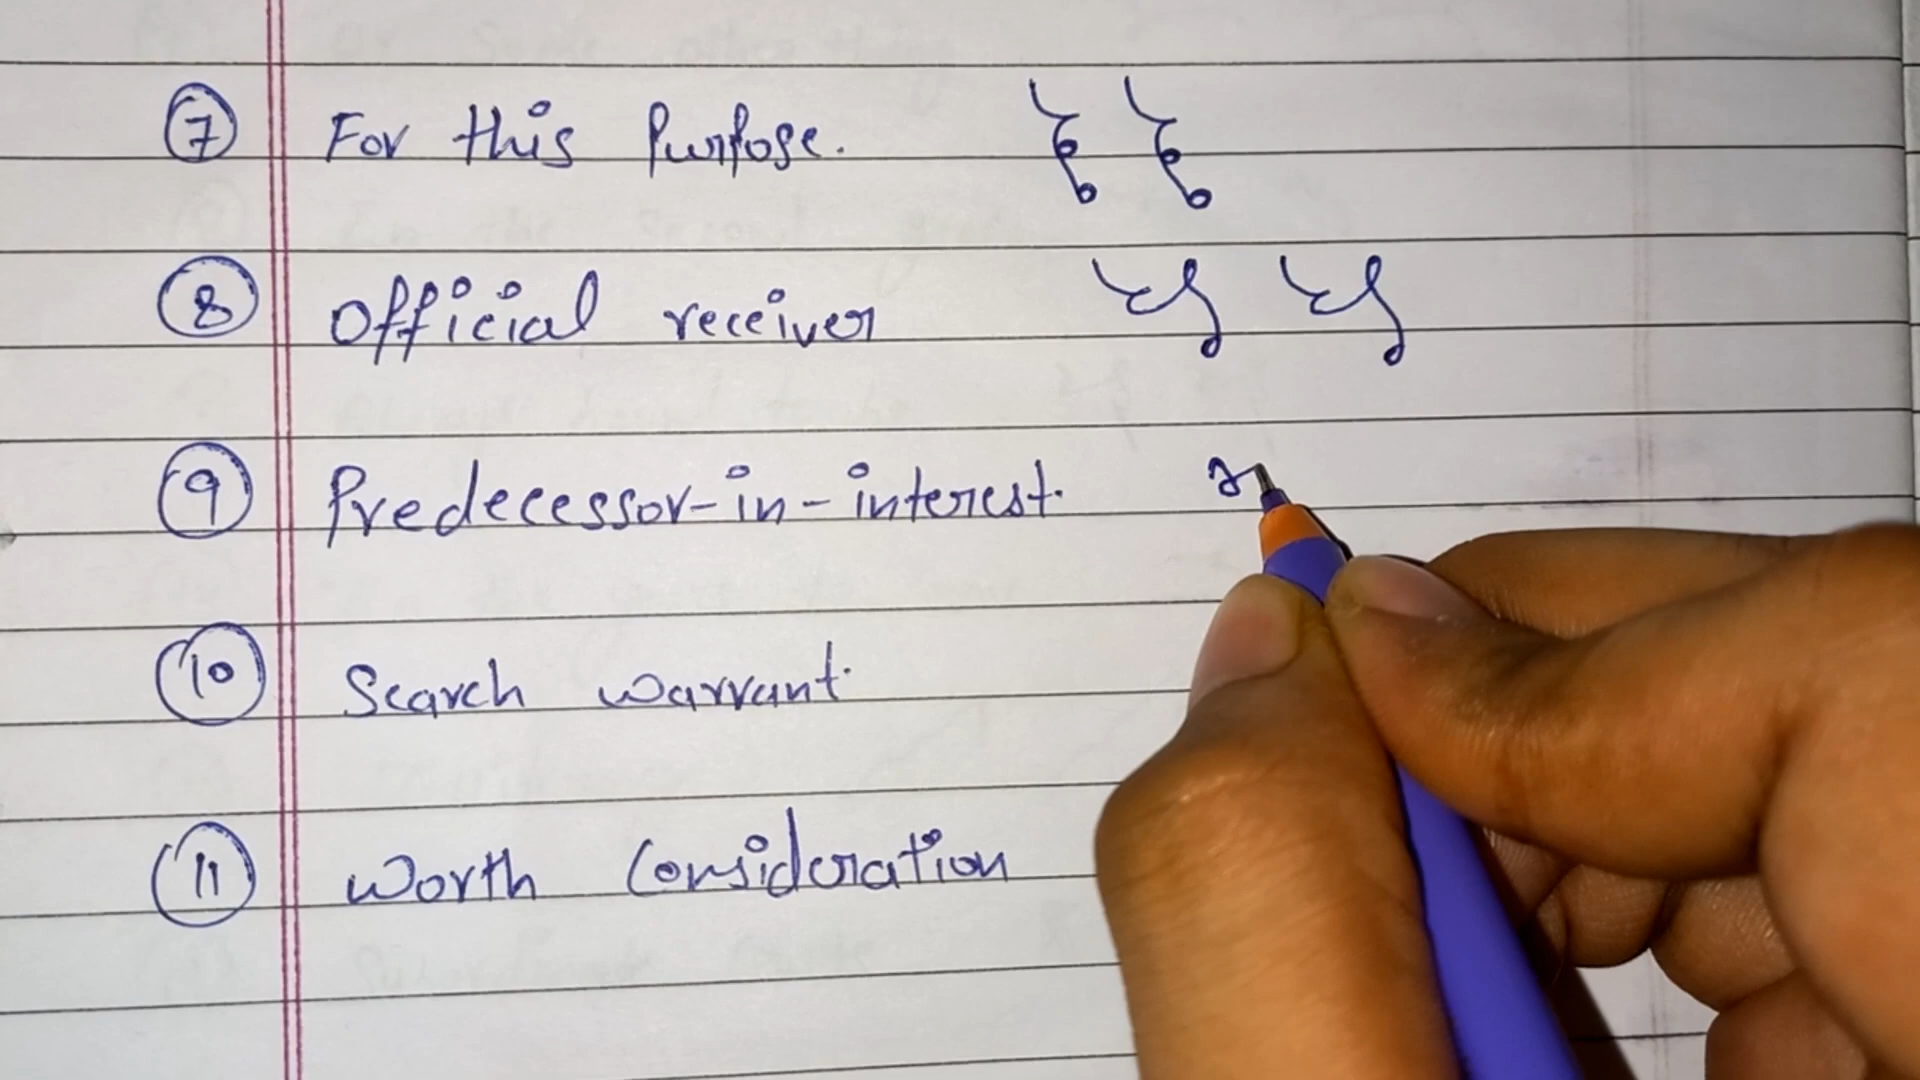 7 For this Purpose.
8 Official receiver
9 Predecessor-in-interest.
10 Search warrant.
11 Worth Consideration